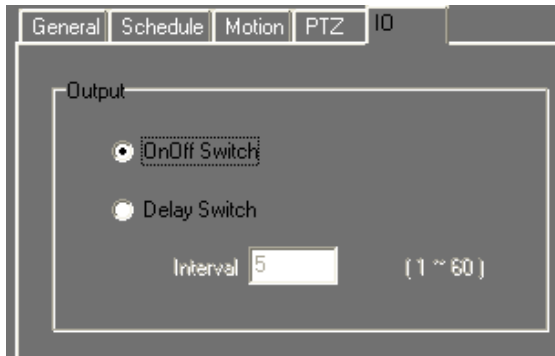 General Schedule Motion PTZ IO
Output
OnOff Switch
Delay Switch
Interval 5 ( 1 ~ 60 )